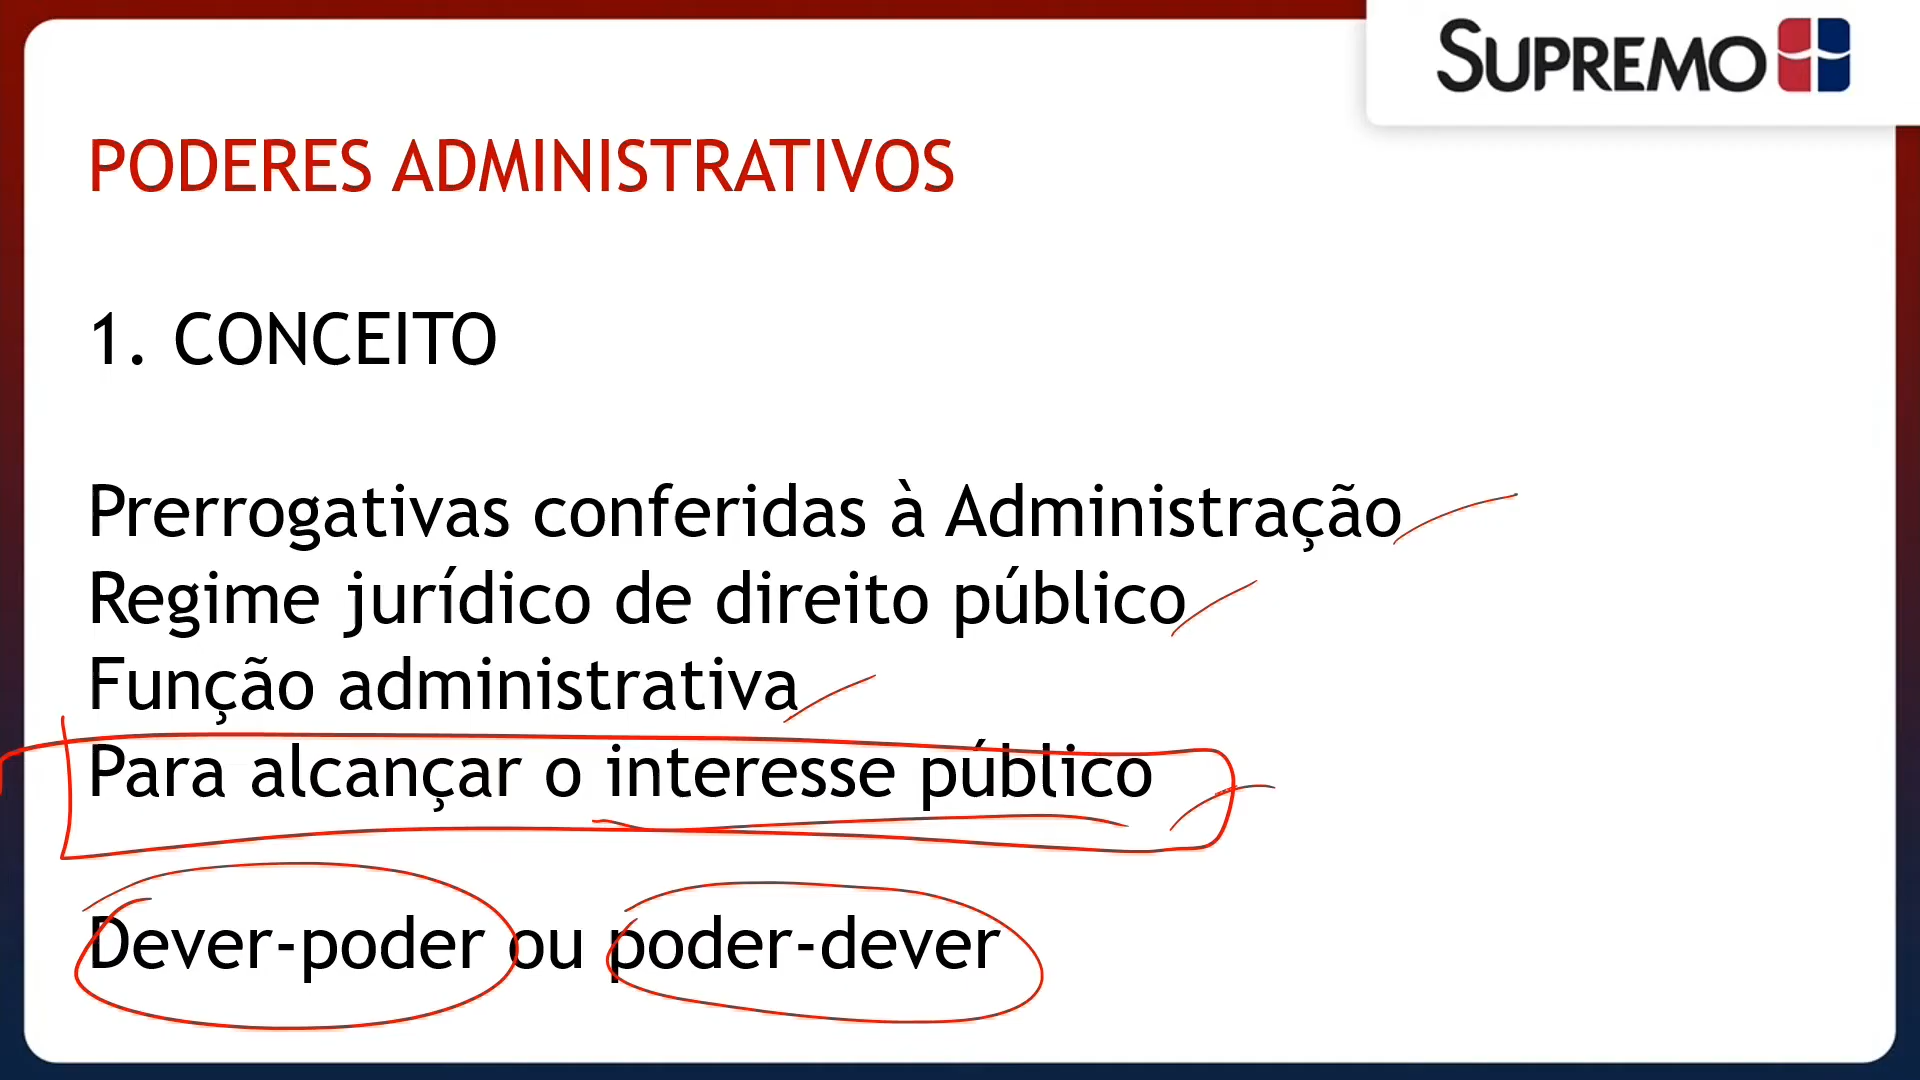 SUPREMO
PODERES ADMINISTRATIVOS
1. CONCEITO
Prerrogativas conferidas à Administração
Regime jurídico de direito público
Função administrativa
Para alcançar o interesse público
Dever-poder ou poder-dever